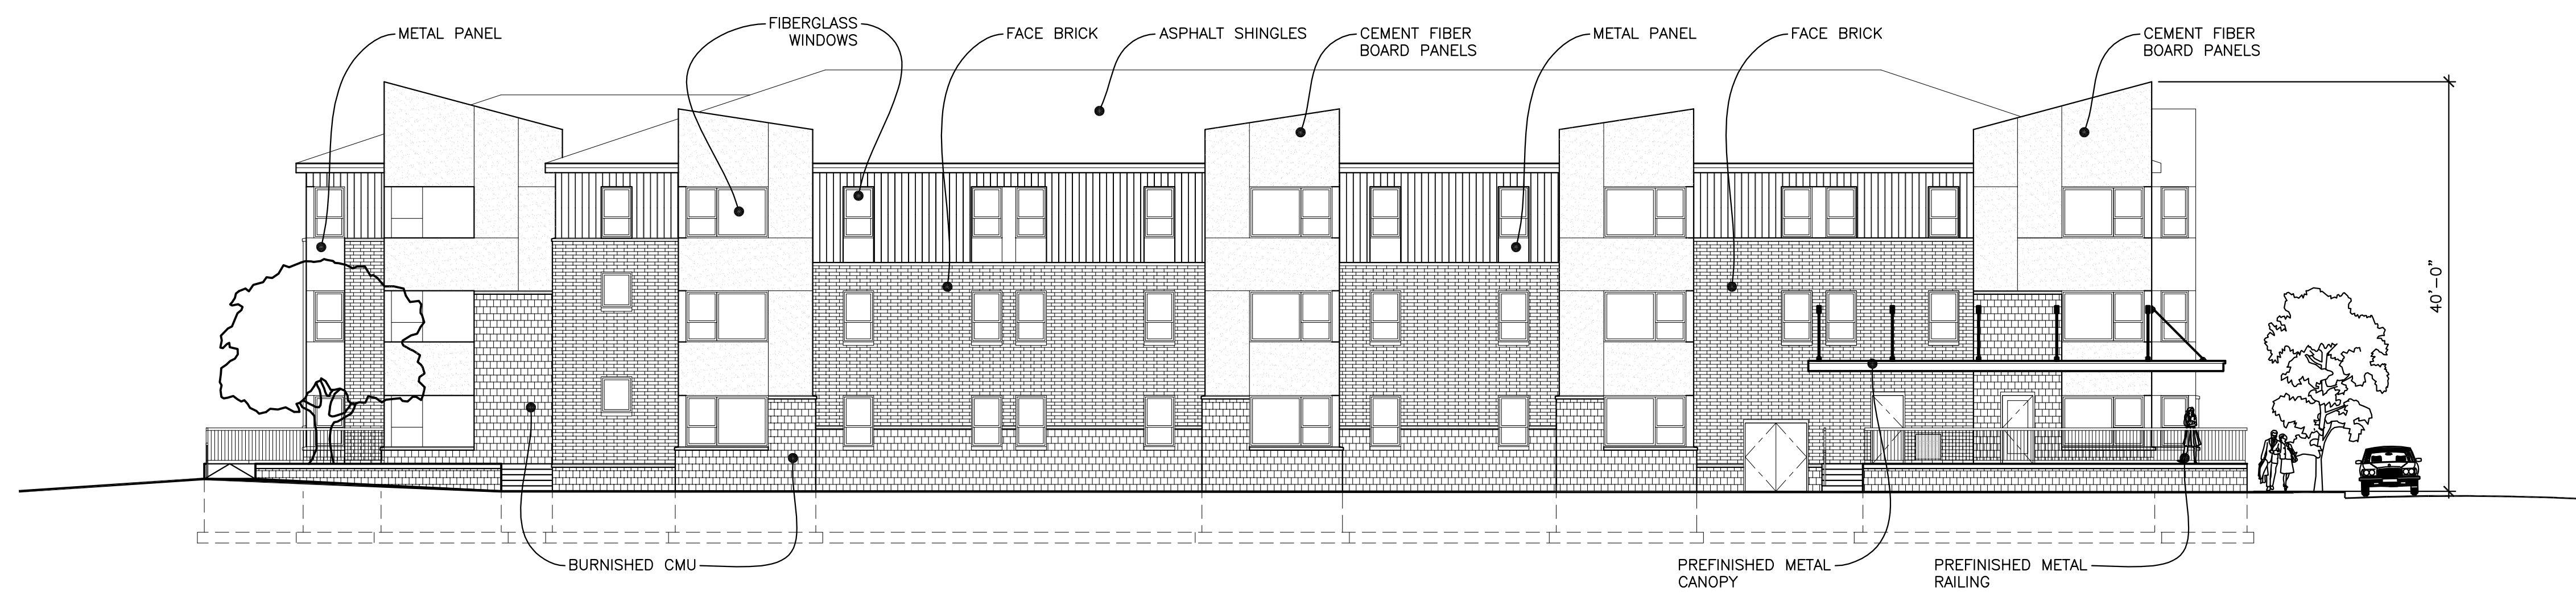 METAL PANEL
FIBERGLASS
WINDOWS
FACE BRICK
ASPHALT SHINGLES
CEMENT FIBER
BOARD PANELS
METAL PANEL
FACE BRICK
CEMENT FIBER
BOARD PANELS
40'-0"
BURNISHED CMU
PREFINISHED METAL
CANOPY
PREFINISHED METAL
RAILING